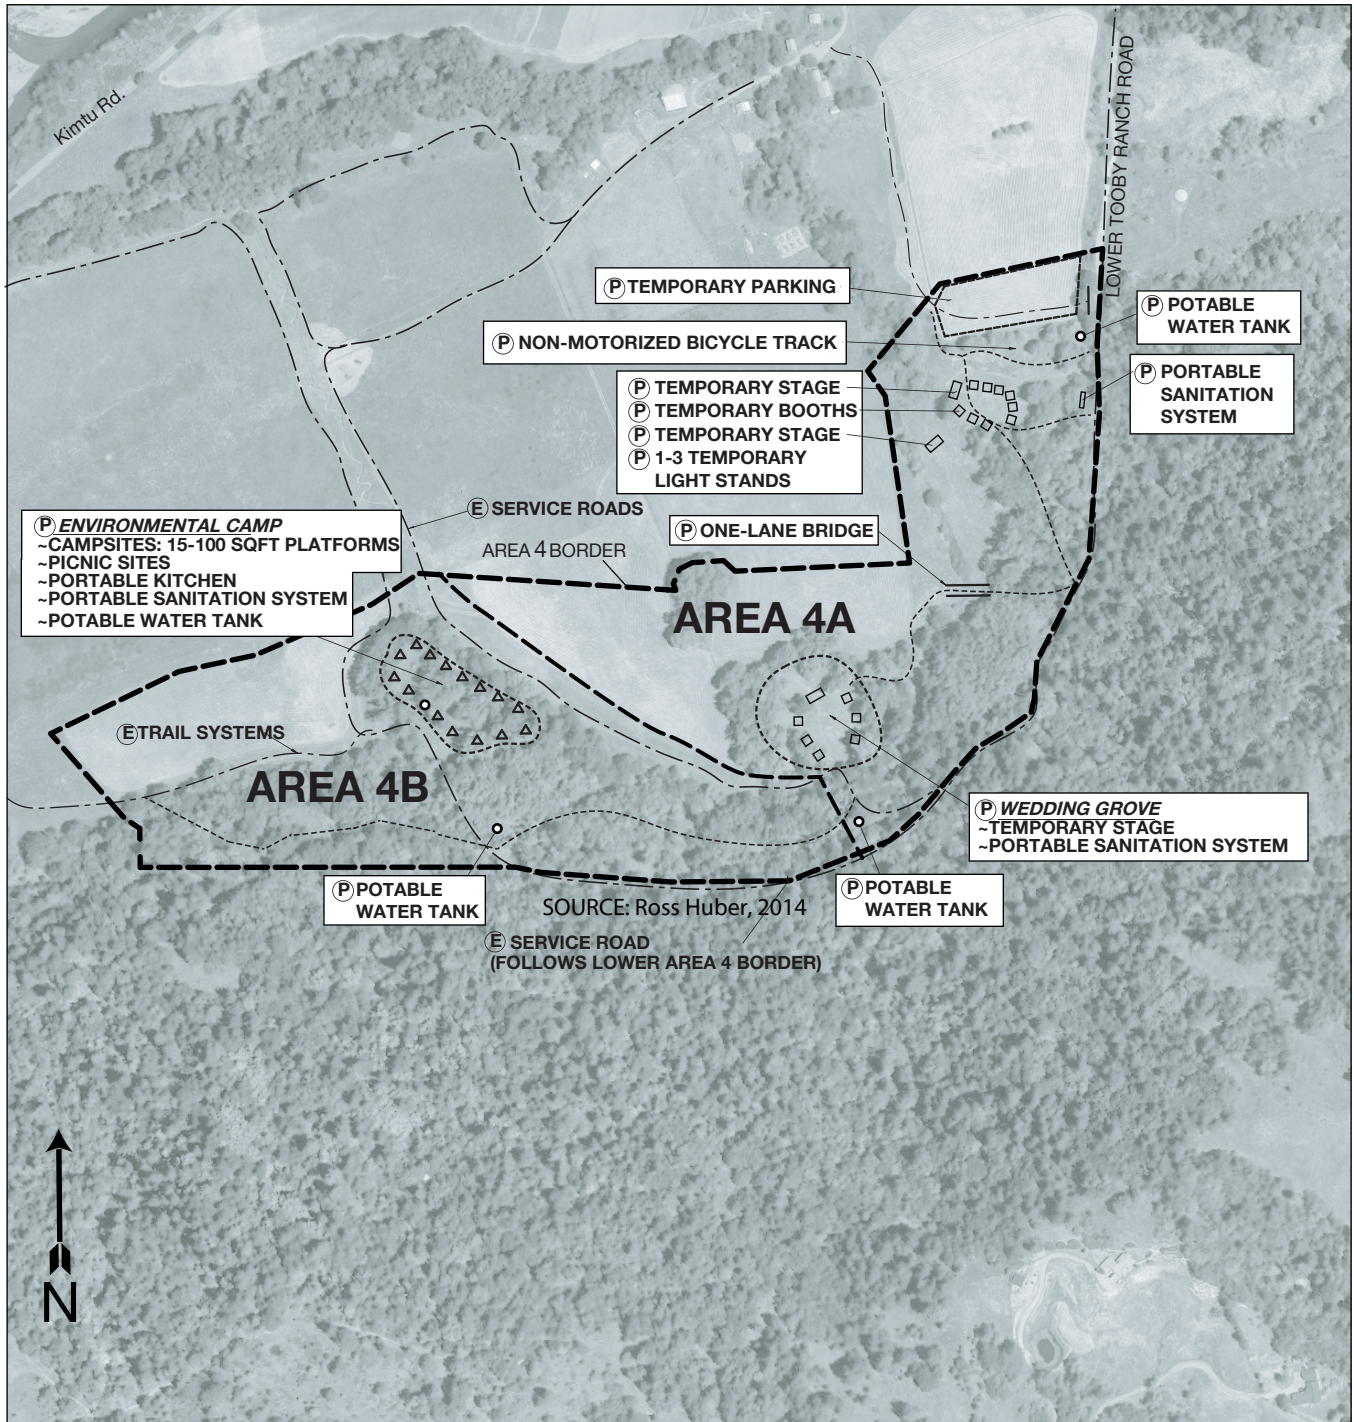 Kimtu Rd.
LOWER TOOBY RANCH ROAD
P TEMPORARY PARKING
P POTABLE
WATER TANK
P NON-MOTORIZED BICYCLE TRACK
P PORTABLE
SANITATION
SYSTEM
P TEMPORARY STAGE
P TEMPORARY BOOTHS
P TEMPORARY STAGE
P 1-3 TEMPORARY
LIGHT STANDS
E SERVICE ROADS
P ENVIRONMENTAL CAMP
~CAMPSITES: 15-100 SQFT PLATFORMS
~PICNIC SITES
~PORTABLE KITCHEN
~PORTABLE SANITATION SYSTEM
~POTABLE WATER TANK
P ONE-LANE BRIDGE
AREA 4 BORDER
AREA 4A
E TRAIL SYSTEMS
AREA 4B
P WEDDING GROVE
~TEMPORARY STAGE
~PORTABLE SANITATION SYSTEM
P POTABLE
WATER TANK
P POTABLE
WATER TANK
SOURCE: Ross Huber, 2014
E SERVICE ROAD
(FOLLOWS LOWER AREA 4 BORDER)
N